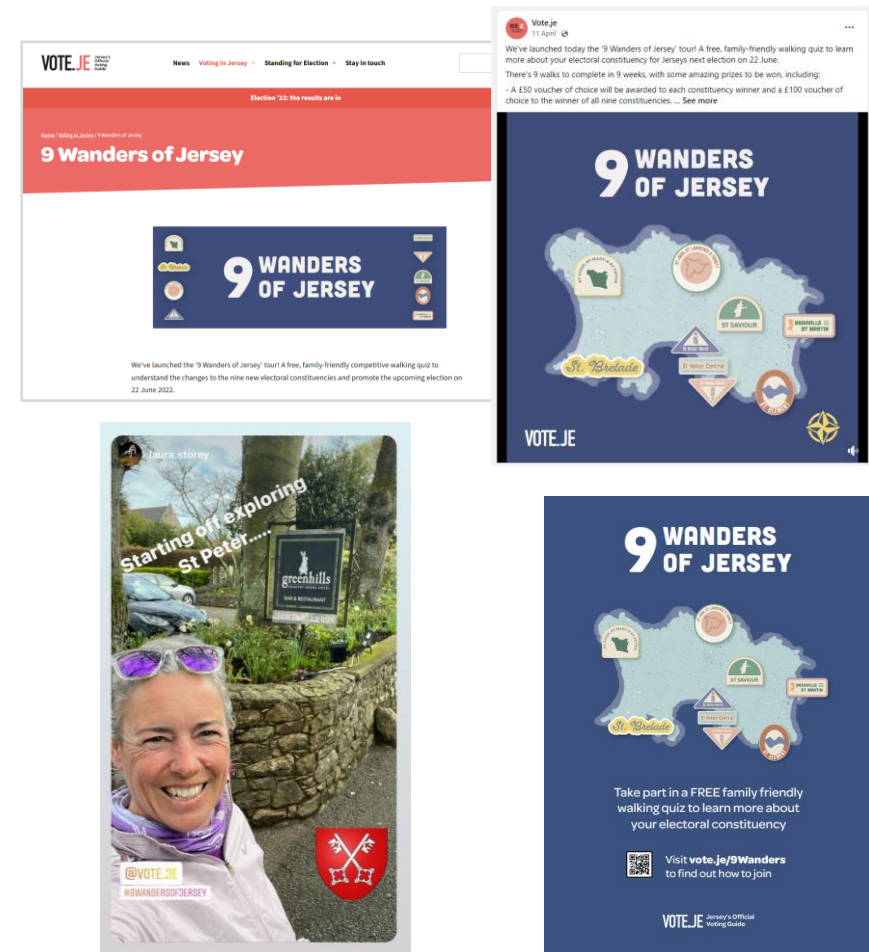 VOTE.JE Jersey's Official Voting Guide
News Voting in Jersey Standing for Election Stay in touch
Election '22: the results are in
Home / Voting in Jersey / 9 Wanders of Jersey
9 Wanders of Jersey
9 WANDERS
OF JERSEY
St. Brelade
We've launched the '9 Wanders of Jersey' tour! A free, family-friendly competitive walking quiz to
understand the changes to the nine new electoral constituencies and promote the upcoming election on
22 June 2022.
Vote.je
11 April
We've launched today the '9 Wanders of Jersey' tour! A free, family-friendly walking quiz to learn
more about your electoral constituency for Jerseys next election on 22 June.
There's 9 walks to complete in 9 weeks, with some amazing prizes to be won, including:
- A £50 voucher of choice will be awarded to each constituency winner and a £100 voucher of
choice to the winner of all nine constituencies. ... See more
9 WANDERS
OF JERSEY
ST SAVIOUR
GROUVILLE
ST MARTIN
St. Brelade
St Helier Central
VOTE.JE
laura.storey
Starting off exploring
St Peter.....
greenhills
COUNTRY HOUSE HOTEL
BAR & RESTAURANT
@VOTE.JE
#9WANDERSOFJERSEY
9 WANDERS
OF JERSEY
ST SAVIOUR
GROUVILLE
ST MARTIN
St. Brelade
St Helier Central
Take part in a FREE family friendly
walking quiz to learn more about
your electoral constituency
Visit vote.je/9Wanders
to find out how to join
VOTE.JE Jersey's Official
Voting Guide